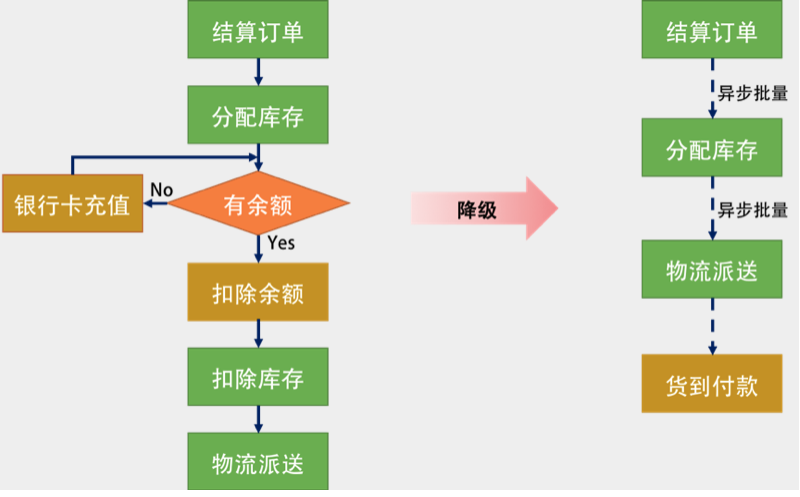 结算订单
分配库存
有余额
No
银行卡充值
Yes
扣除余额
扣除库存
物流派送
降级
结算订单
异步批量
分配库存
异步批量
物流派送
货到付款